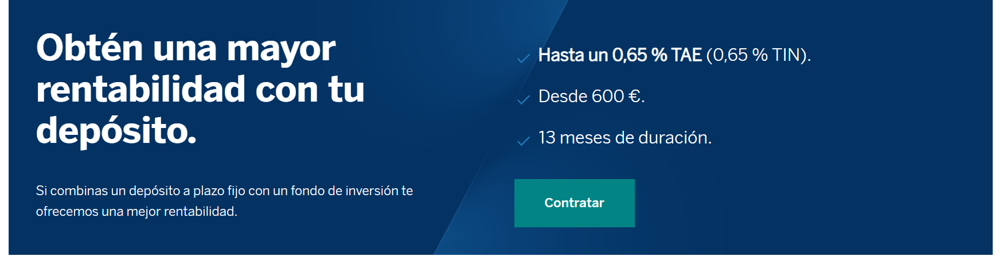 Obtén una mayor
rentabilidad con tu
depósito.
Si combinas un depósito a plazo fijo con un fondo de inversión te
ofrecemos una mejor rentabilidad.
Hasta un 0,65 % TAE (0,65 % TIN).
Desde 600 €.
13 meses de duración.
Contratar